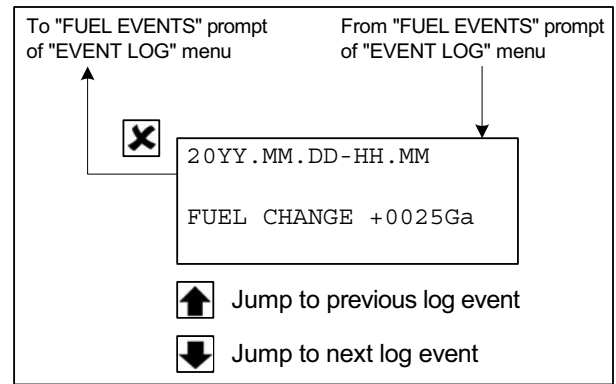 To "FUEL EVENTS" prompt
of "EVENT LOG" menu
From "FUEL EVENTS" prompt
of "EVENT LOG" menu
20YY.MM.DD-HH.MM
FUEL CHANGE +0025Ga
Jump to previous log event
Jump to next log event